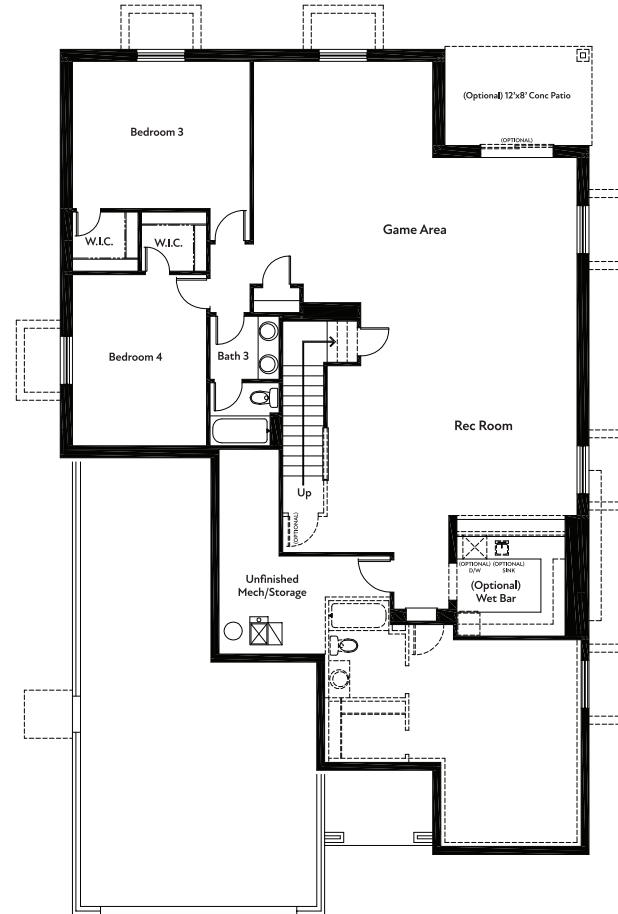 (Optional) 12'x8' Conc Patio
(OPTIONAL)
Bedroom 3
Game Area
W.I.C.
W.I.C.
Bedroom 4
Bath 3
Rec Room
Up
(OPTIONAL)
(OPTIONAL)
D/W
(OPTIONAL)
SINK
(Optional)
Wet Bar
Unfinished
Mech/Storage